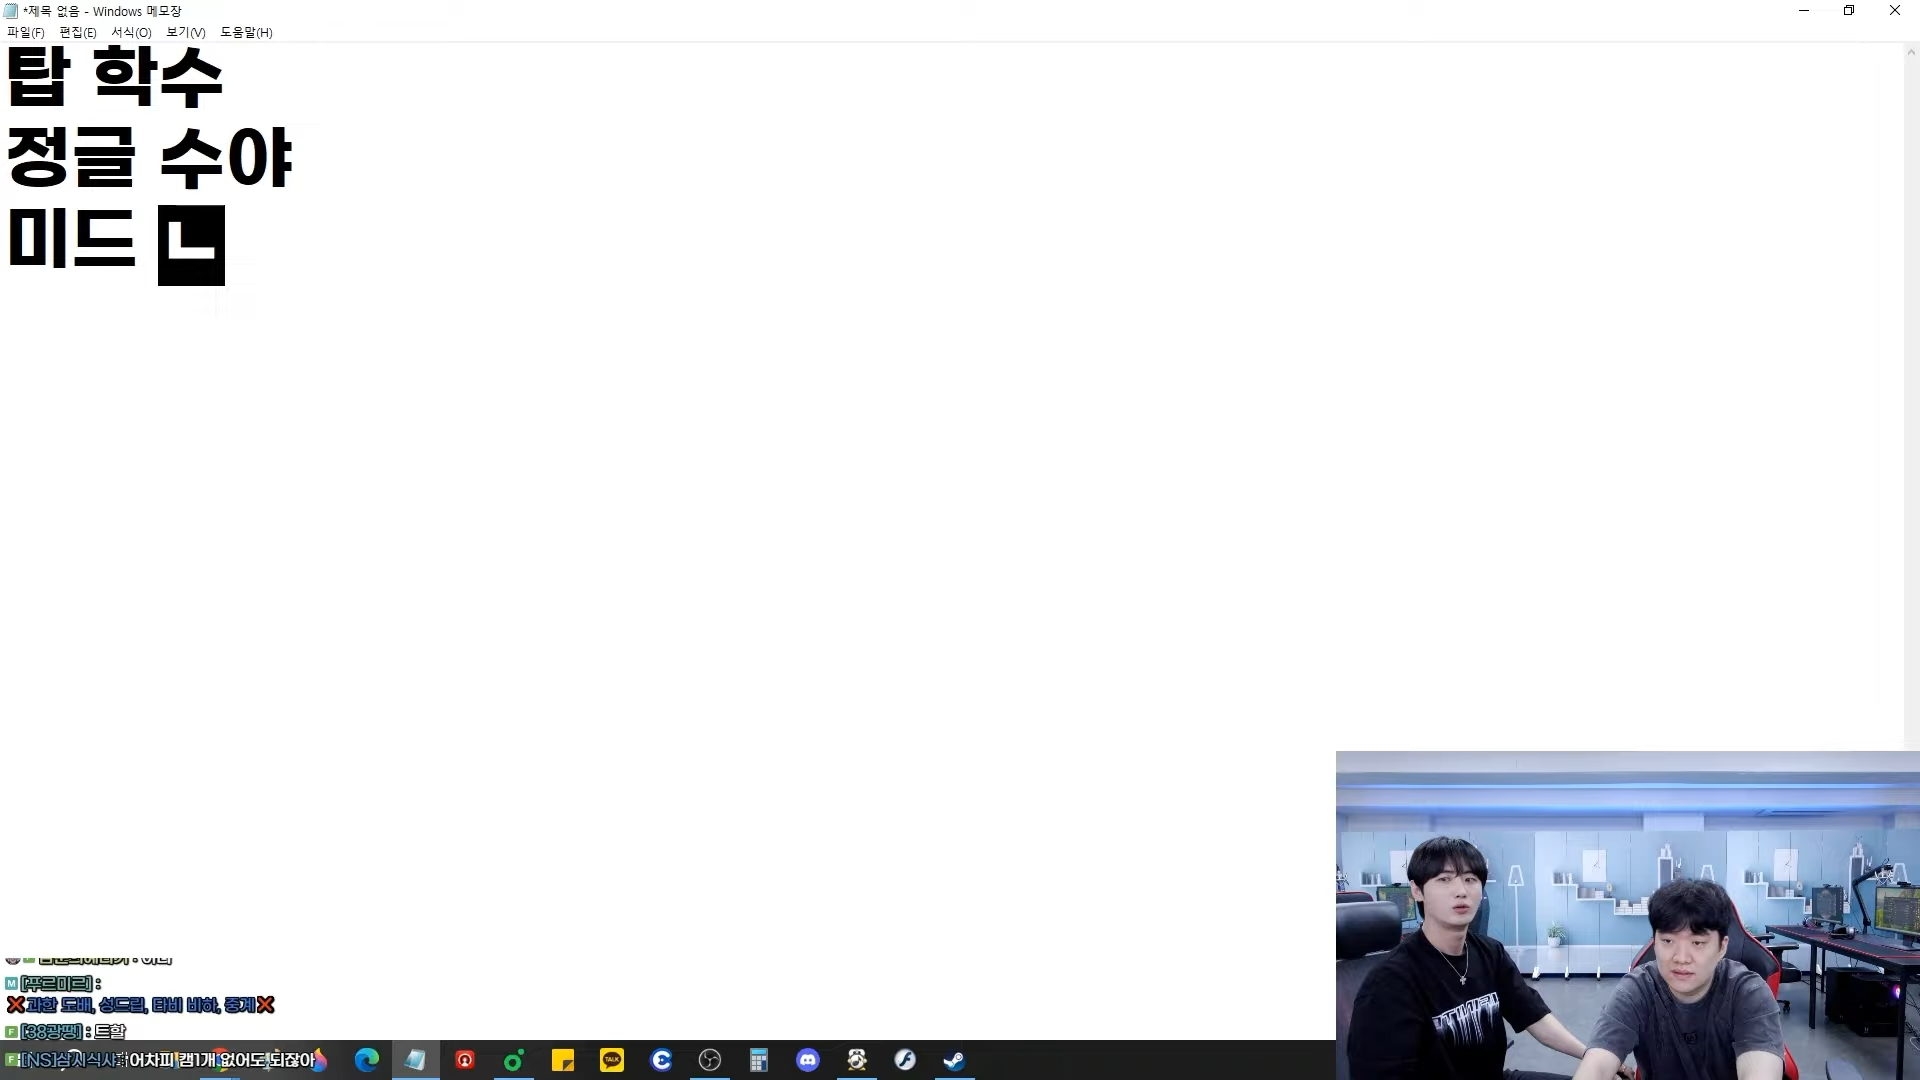 *제목 없음 - Windows 메모장
파일(F) 편집(E) 서식(O) 보기(V) 도움말(H)
탑 학수
정글 수야
미드 ㄴ
[푸르미르] :
❌과한 도배, 성드립, 타비 비하, 중계❌
[38광땡] : 트할
어차피 캠1개 없어도 되잖아
TALK